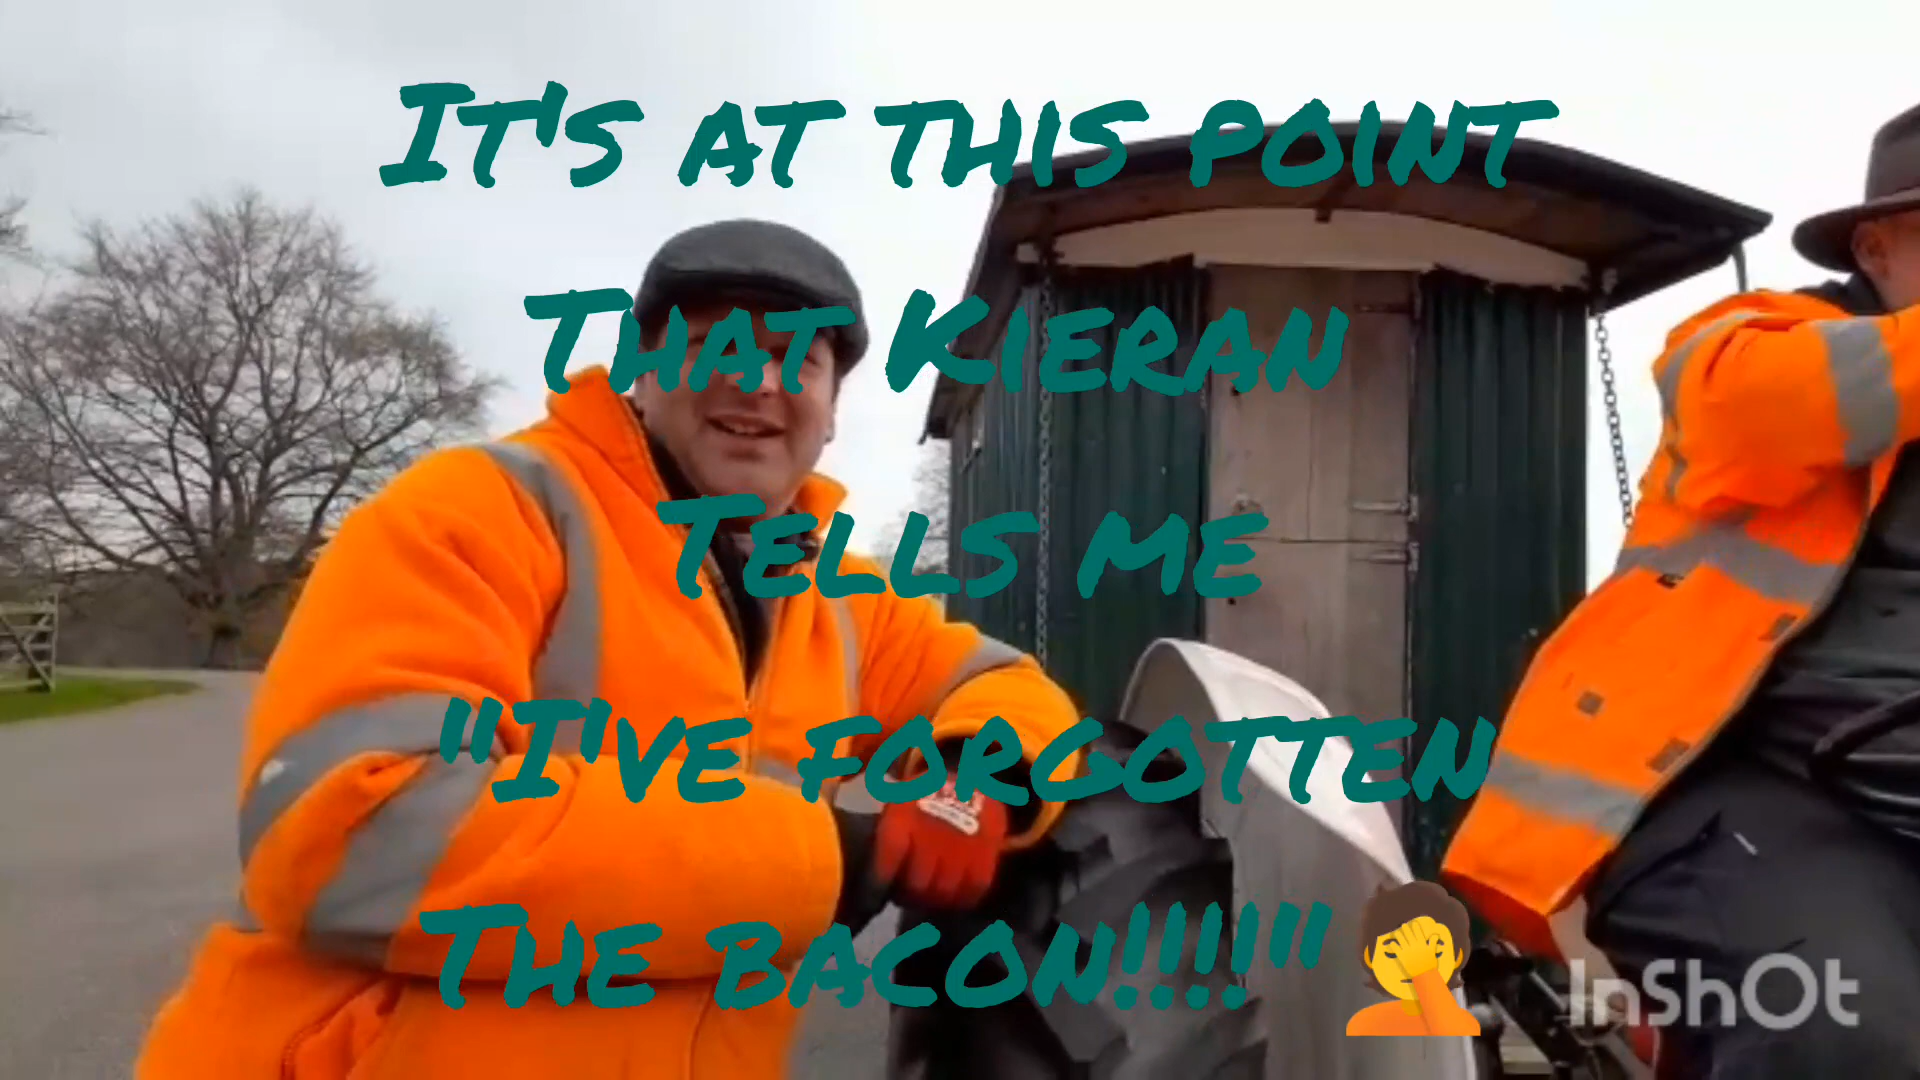 It's at this point
That Kieran
Tells me
"I've forgotten
The bacon!!!!" 🤦
InShOt